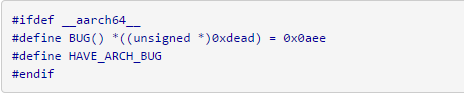 #ifdef __aarch64__
#define BUG() *((unsigned *)0xdead) = 0x0aee
#define HAVE_ARCH_BUG
#endif